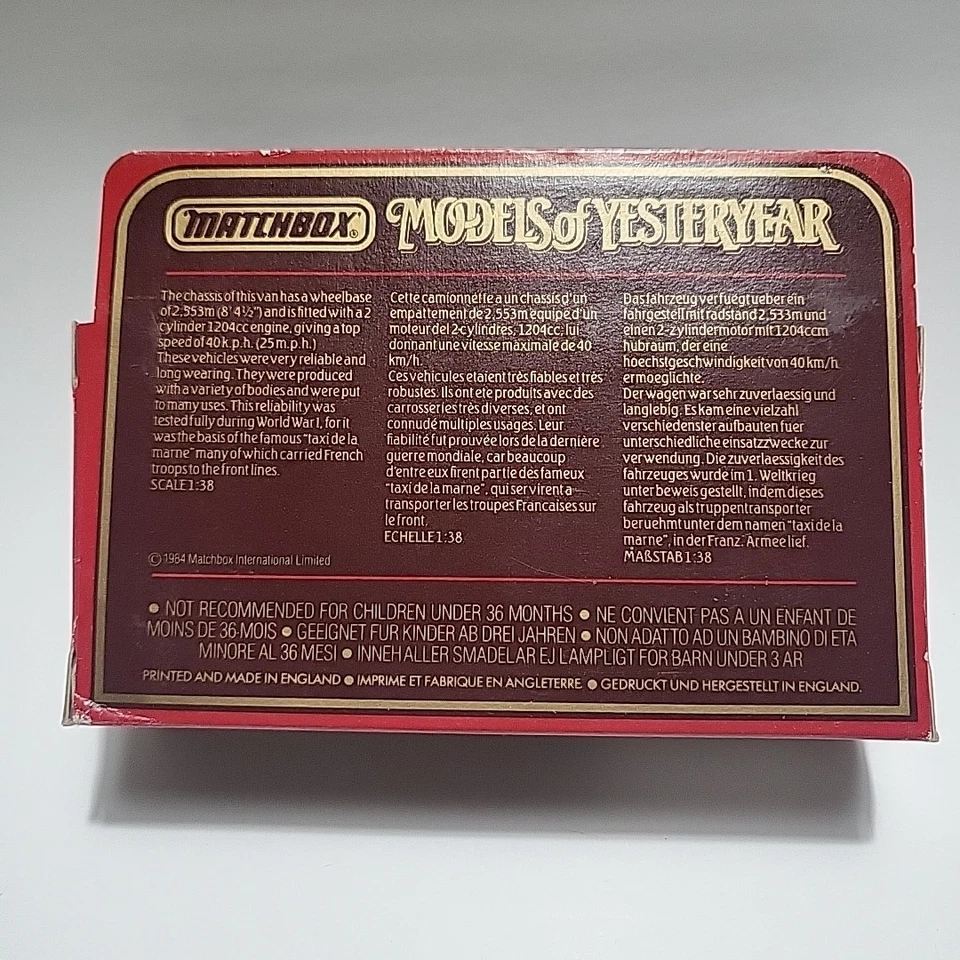 MATCHBOX®
MODELS of YESTERYEAR
The chassis of this van has a wheelbase
of 2,553m (8' 4½") and is fitted with a 2
cylinder 1204cc engine, giving a top
speed of 40 k.p.h. (25 m.p.h.)
These vehicles were very reliable and
long wearing. They were produced
with a variety of bodies and were put
to many uses. This reliability was
tested fully during World War I, for it
was the basis of the famous "taxi de la
marne" many of which carried French
troops to the front lines.
SCALE 1:38
© 1984 Matchbox International Limited
Cette camionnette a un chassis d'un
empattement de 2,553m equipe d'un
moteur de l 2-cylindres, 1204cc, lui
donnant une vitesse maximale de 40
km/h.
Ces vehicules etaient très fiables et très
robustes. Ils ont ete produits avec des
carrosseries très diverses, et ont
connu de multiples usages. Leur
fiabilité fut prouvée lors de la dernière
guerre mondiale, car beaucoup
d'entre eux firent partie des fameux
"taxi de la marne", qui servirent a
transporter les troupes Francaises sur
le front.
ECHELLE 1:38
Das fahrzeug verfuegt ueber ein
fahrgestell mit radstand 2,533m und
einen 2-zylindermotor mit 1204ccm
hubraum, der eine
hoechstgeschwindigkeit von 40 km/h
ermoeglichte.
Der wagen war sehr zuverlaessig und
langlebig. Es kam eine vielzahl
verschiedenster aufbauten fuer
unterschiedliche einsatzzwecke zur
verwendung. Die zuverlaessigkeit des
fahrzeuges wurde im 1. Weltkrieg
unter beweis gestellt, indem dieses
fahrzeug als truppentransporter
beruehmt unter dem namen "taxi de la
marne", in der Franz. Armee lief.
MAßSTAB 1:38
• NOT RECOMMENDED FOR CHILDREN UNDER 36 MONTHS • NE CONVIENT PAS A UN ENFANT DE
MOINS DE 36 MOIS • GEEIGNET FUR KINDER AB DREI JAHREN • NON ADATTO AD UN BAMBINO DI ETA
MINORE AL 36 MESI • INNEHALLER SMADELAR EJ LAMPLIGT FOR BARN UNDER 3 AR
PRINTED AND MADE IN ENGLAND • IMPRIME ET FABRIQUE EN ANGLETERRE • GEDRUCKT UND HERGESTELLT IN ENGLAND.